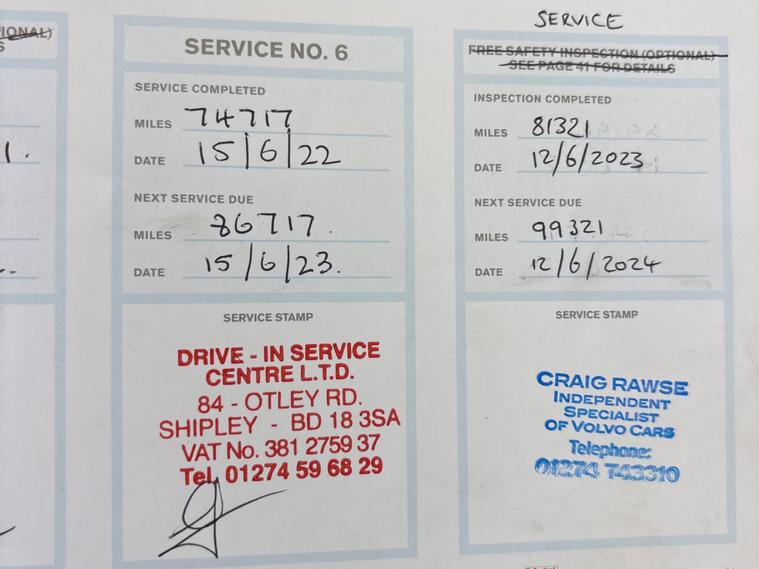 IONAL)
S
1.
SERVICE NO. 6
SERVICE COMPLETED
MILES 74717
DATE 15/6/22
NEXT SERVICE DUE
MILES 86717.
DATE 15/6/23.
SERVICE STAMP
DRIVE - IN SERVICE
CENTRE L.T.D.
84 - OTLEY RD.
SHIPLEY - BD 18 3SA
VAT No. 381 2759 37
Tel. 01274 59 68 29
SERVICE
FREE SAFETY INSPECTION (OPTIONAL)
SEE PAGE 41 FOR DETAILS
INSPECTION COMPLETED
MILES 81321
DATE 12/6/2023
NEXT SERVICE DUE
MILES 99321
DATE 12/6/2024
SERVICE STAMP
CRAIG RAWSE
INDEPENDENT
SPECIALIST
OF VOLVO CARS
Telephone:
01274 743310